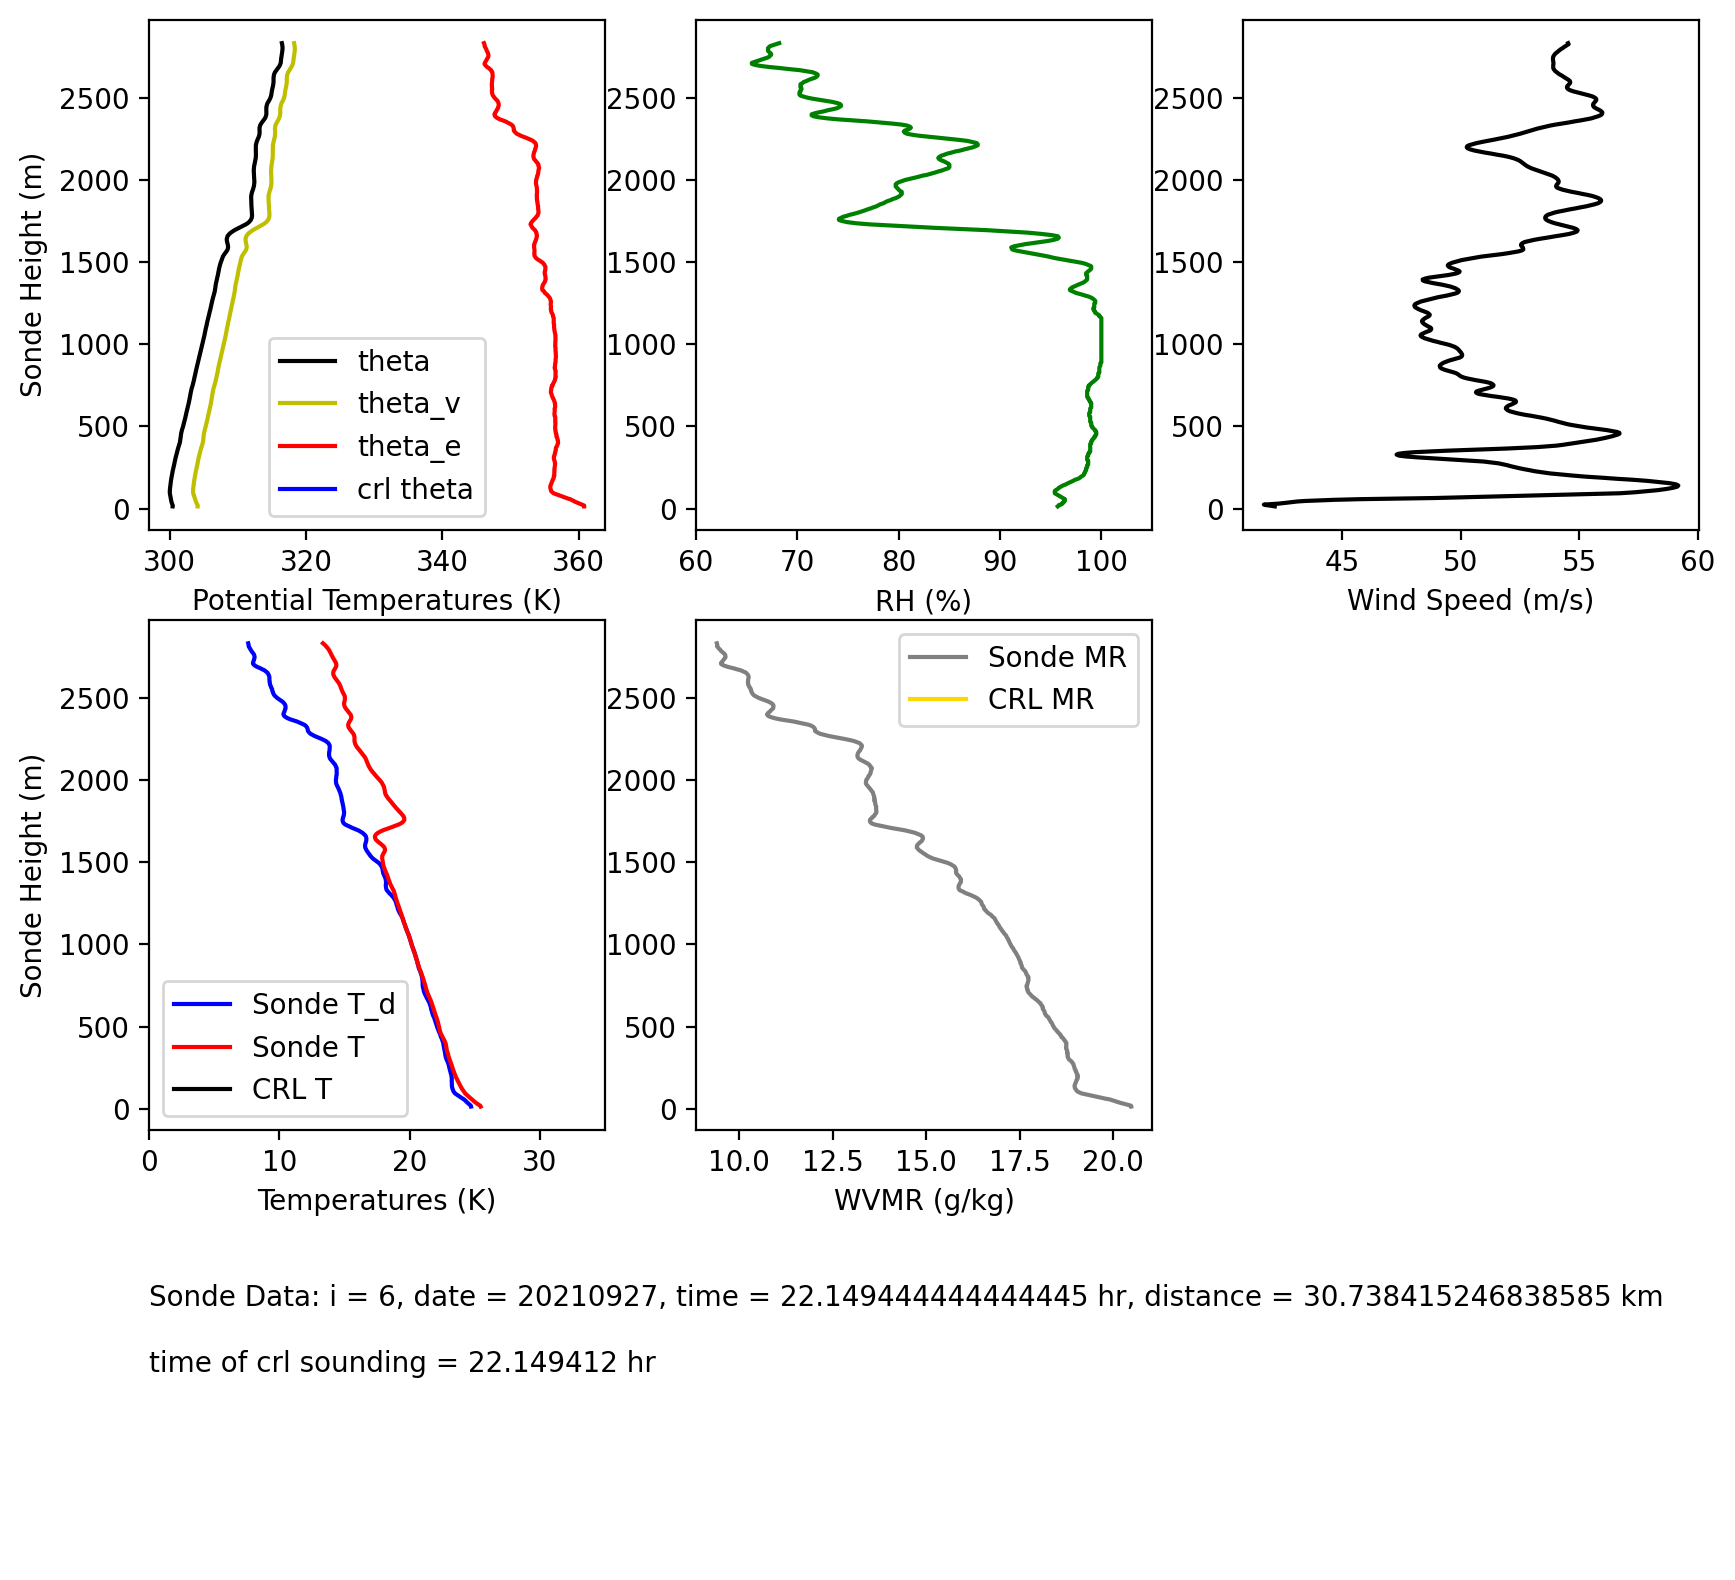 2500
2000
1500
1000
500
0
Sonde Height (m)
theta
theta_v
theta_e
crl theta
300
320
340
360
Potential Temperatures (K)
2500
2000
1500
1000
500
0
60
70
80
90
100
RH (%)
2500
2000
1500
1000
500
0
45
50
55
60
Wind Speed (m/s)
2500
2000
1500
1000
500
0
Sonde Height (m)
Sonde T_d
Sonde T
CRL T
0
10
20
30
Temperatures (K)
2500
2000
1500
1000
500
0
Sonde MR
CRL MR
10.0
12.5
15.0
17.5
20.0
WVMR (g/kg)
Sonde Data: i = 6, date = 20210927, time = 22.149444444444445 hr, distance = 30.738415246838585 km
time of crl sounding = 22.149412 hr